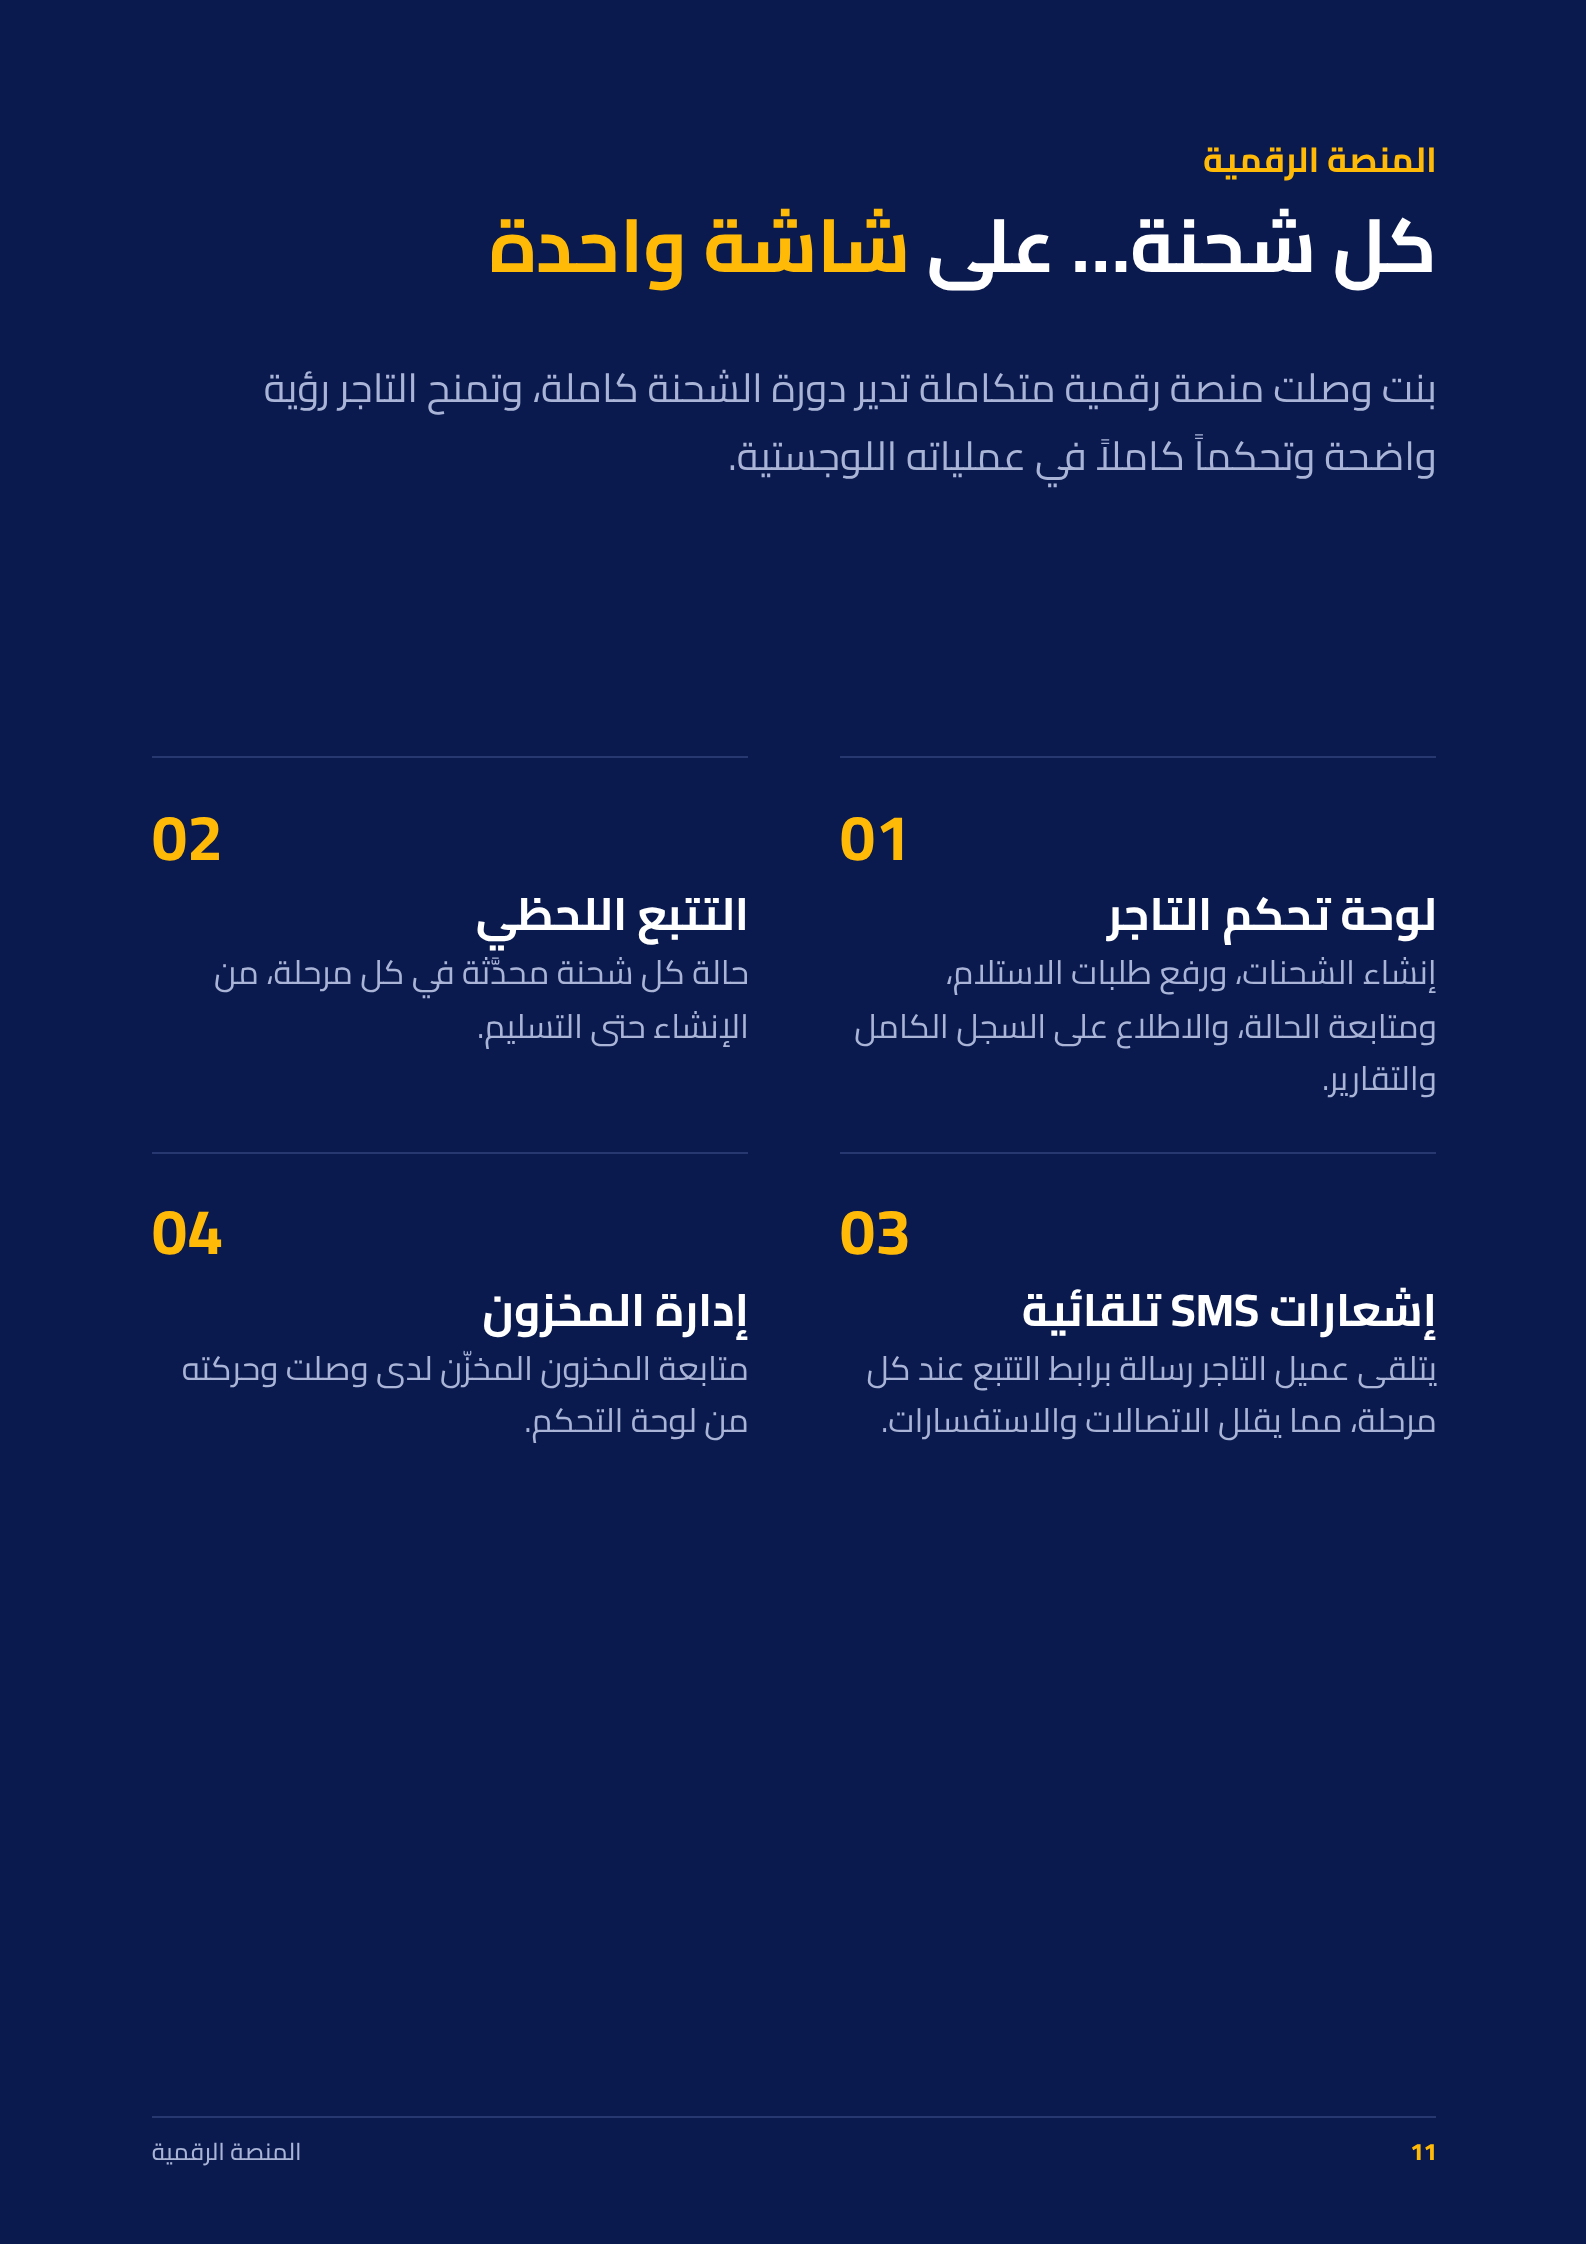 المنصة الرقمية
كل شحنة... على شاشة واحدة
بنت وصلت منصة رقمية متكاملة تدير دورة الشحنة كاملة، وتمنح التاجر رؤية
واضحة وتحكماً كاملاً في عملياته اللوجستية.
01
لوحة تحكم التاجر
إنشاء الشحنات، ورفع طلبات الاستلام،
ومتابعة الحالة، والاطلاع على السجل الكامل
والتقارير.
02
التتبع اللحظي
حالة كل شحنة محدَّثة في كل مرحلة، من
الإنشاء حتى التسليم.
03
إشعارات SMS تلقائية
يتلقى عميل التاجر رسالة برابط التتبع عند كل
مرحلة، مما يقلل الاتصالات والاستفسارات.
04
إدارة المخزون
متابعة المخزون المخزّن لدى وصلت وحركته
من لوحة التحكم.
11
المنصة الرقمية